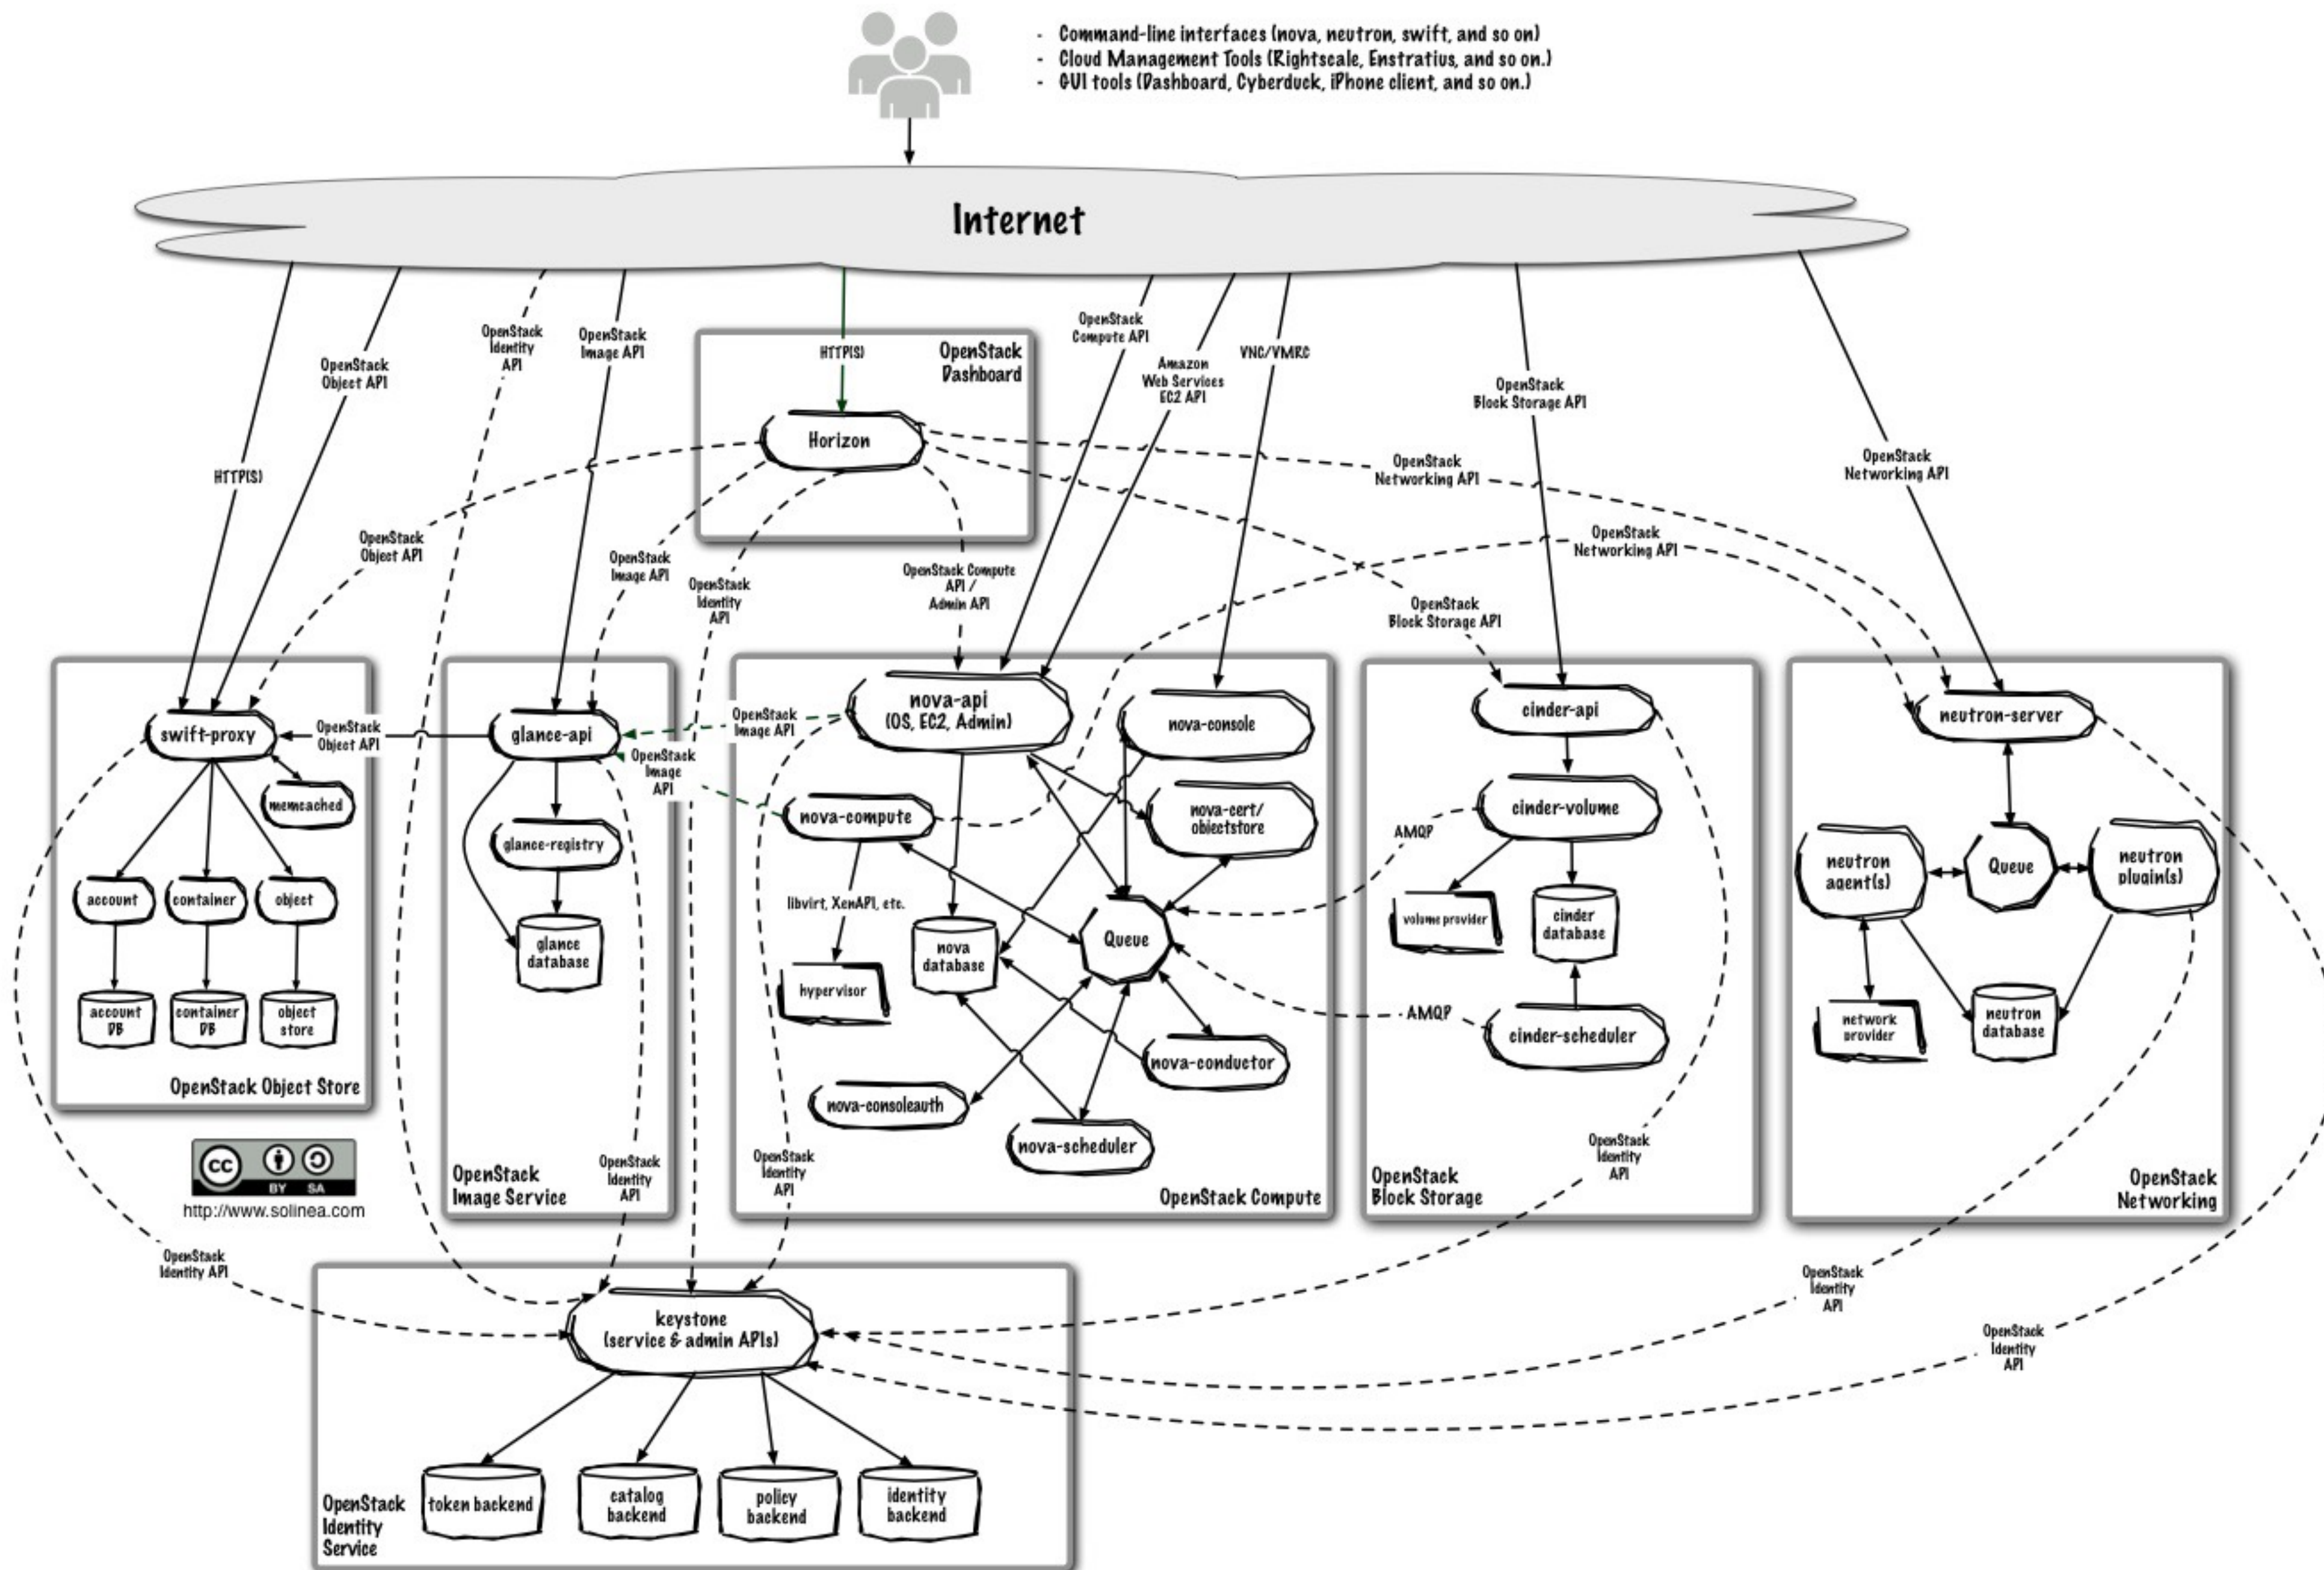 - Command-line interfaces (nova, neutron, swift, and so on)
- Cloud Management Tools (Rightscale, Enstratius, and so on.)
- GUI tools (Dashboard, Cyberduck, iPhone client, and so on.)
Internet
HTTP(S)
OpenStack
Object API
OpenStack
Identity
API
OpenStack
Image API
HTTP(S)
OpenStack
Dashboard
Horizon
OpenStack
Compute API
Amazon
Web Services
EC2 API
VNC/VMRC
OpenStack
Block Storage API
OpenStack
Networking API
OpenStack
Networking API
OpenStack
Networking API
OpenStack
Object API
OpenStack
Image API
OpenStack
Identity
API
OpenStack Compute
API /
Admin API
OpenStack
Block Storage API
swift-proxy
OpenStack
Object API
memcached
account
container
object
account
DB
container
DB
object
store
OpenStack Object Store
glance-api
glance-registry
glance
database
OpenStack
Image Service
OpenStack
Identity
API
OpenStack
Image API
OpenStack
Image
API
nova-api
(OS, EC2, Admin)
nova-console
nova-compute
nova-cert/
objectstore
libvirt, XenAPI, etc.
hypervisor
nova
database
Queue
nova-conductor
nova-consoleauth
nova-scheduler
OpenStack
Identity
API
OpenStack Compute
cinder-api
cinder-volume
AMQP
volume provider
cinder
database
AMQP
cinder-scheduler
OpenStack
Identity
API
OpenStack
Block Storage
neutron-server
neutron
agent(s)
Queue
neutron
plugin(s)
network
provider
neutron
database
OpenStack
Networking
cc
BY SA
http://www.solinea.com
OpenStack
Identity API
OpenStack
Identity
API
OpenStack
Identity
API
keystone
(service & admin APIs)
token backend
catalog
backend
policy
backend
identity
backend
OpenStack
Identity
Service